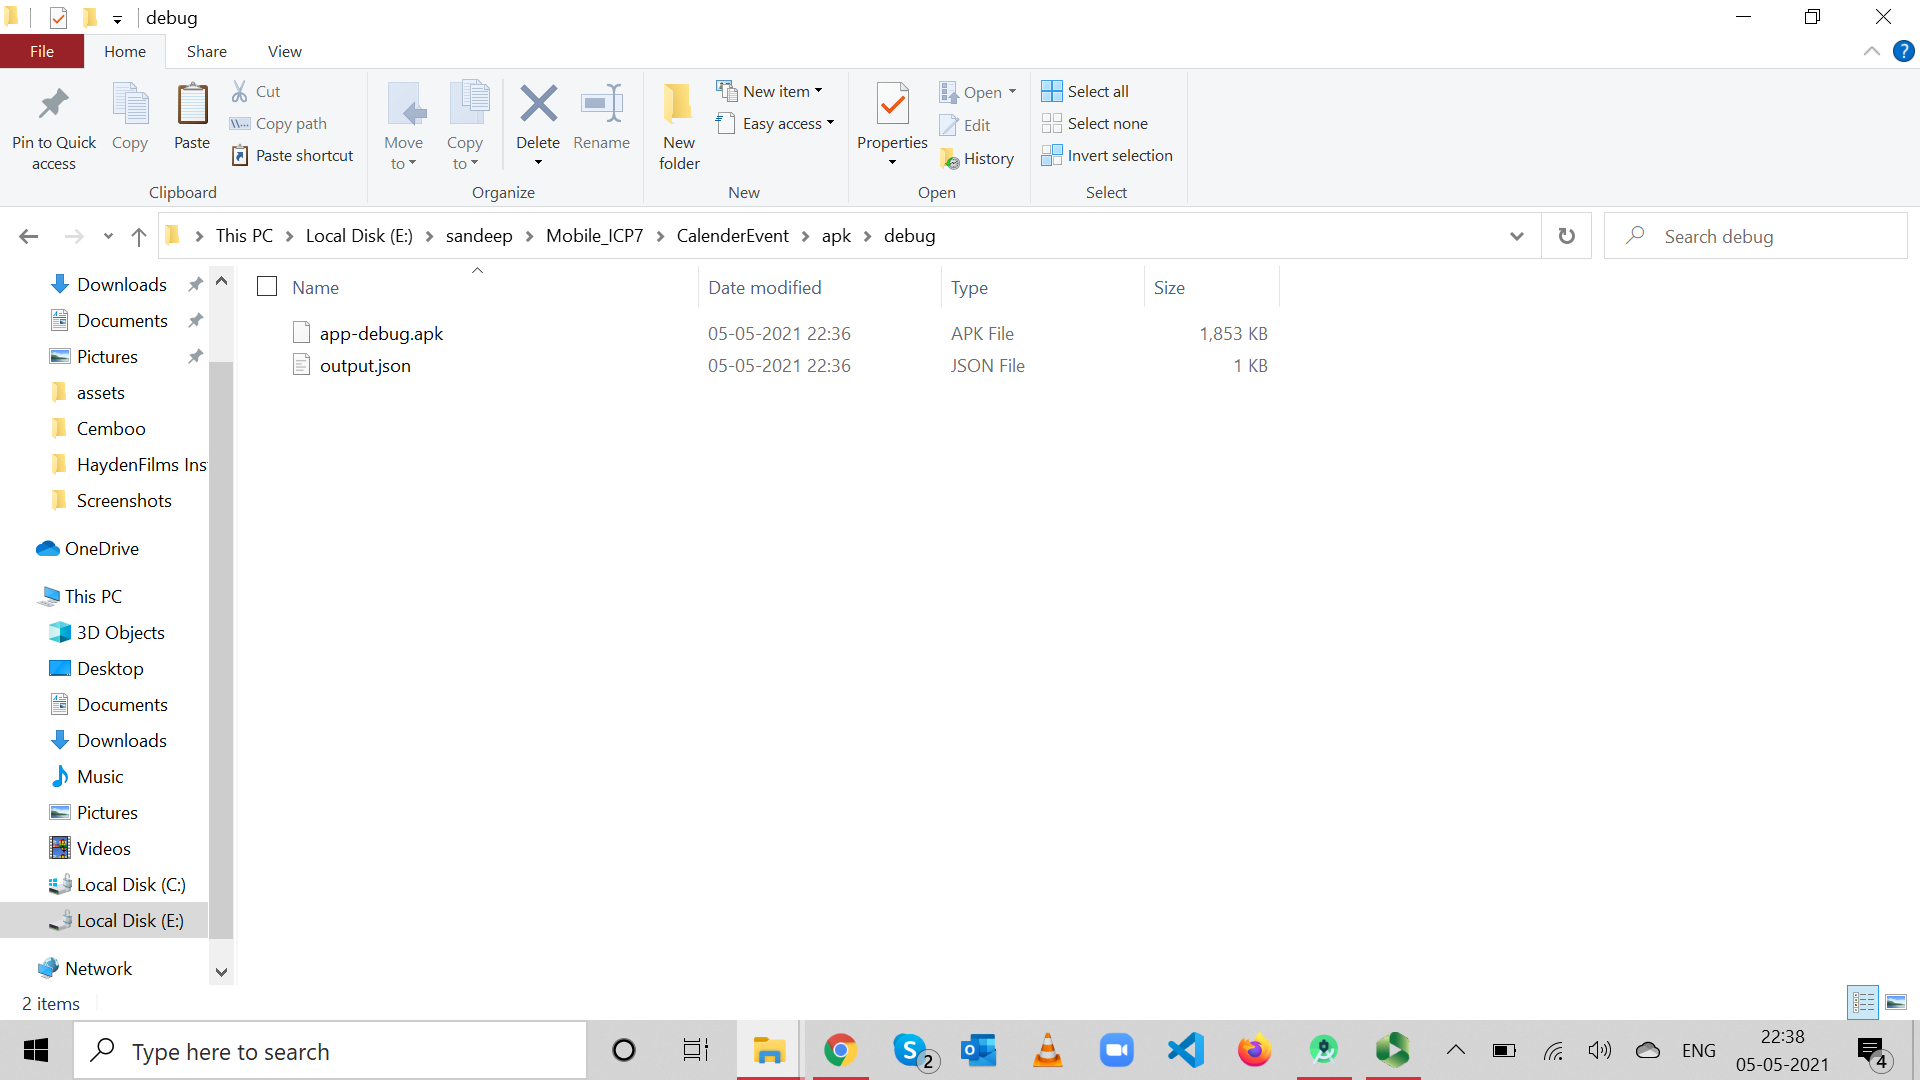 debug
File Home Share View
Pin to Quick access
Copy
Paste
Cut
Copy path
Paste shortcut
Clipboard
Move to
Copy to
Delete
Rename
Organize
New folder
New item
Easy access
New
Properties
Open
Edit
History
Open
Select all
Select none
Invert selection
Select
This PC Local Disk (E:) sandeep Mobile_ICP7 CalenderEvent apk debug
Search debug
Name Date modified Type Size
app-debug.apk 05-05-2021 22:36 APK File 1,853 KB
output.json 05-05-2021 22:36 JSON File 1 KB
Downloads
Documents
Pictures
assets
Cemboo
HaydenFilms Ins
Screenshots
OneDrive
This PC
3D Objects
Desktop
Documents
Downloads
Music
Pictures
Videos
Local Disk (C:)
Local Disk (E:)
Network
2 items
Type here to search
2
ENG
22:38
05-05-2021
4